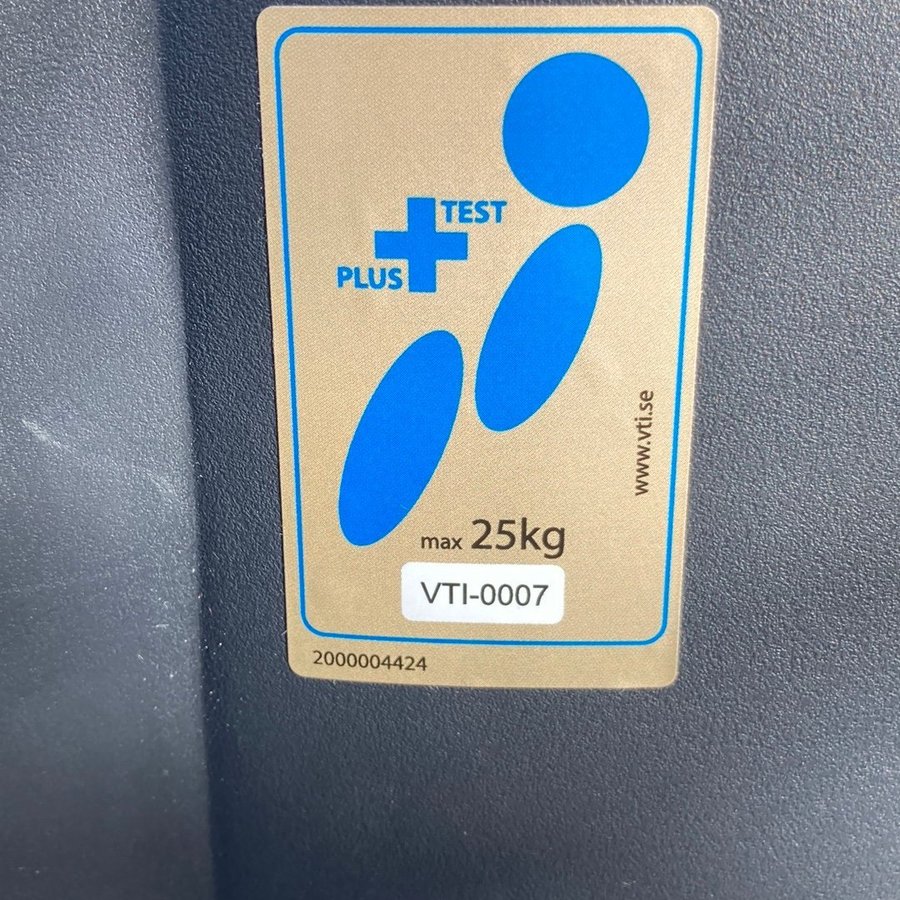 TEST
PLUS
www.vti.se
max 25kg
VTI-0007
2000004424